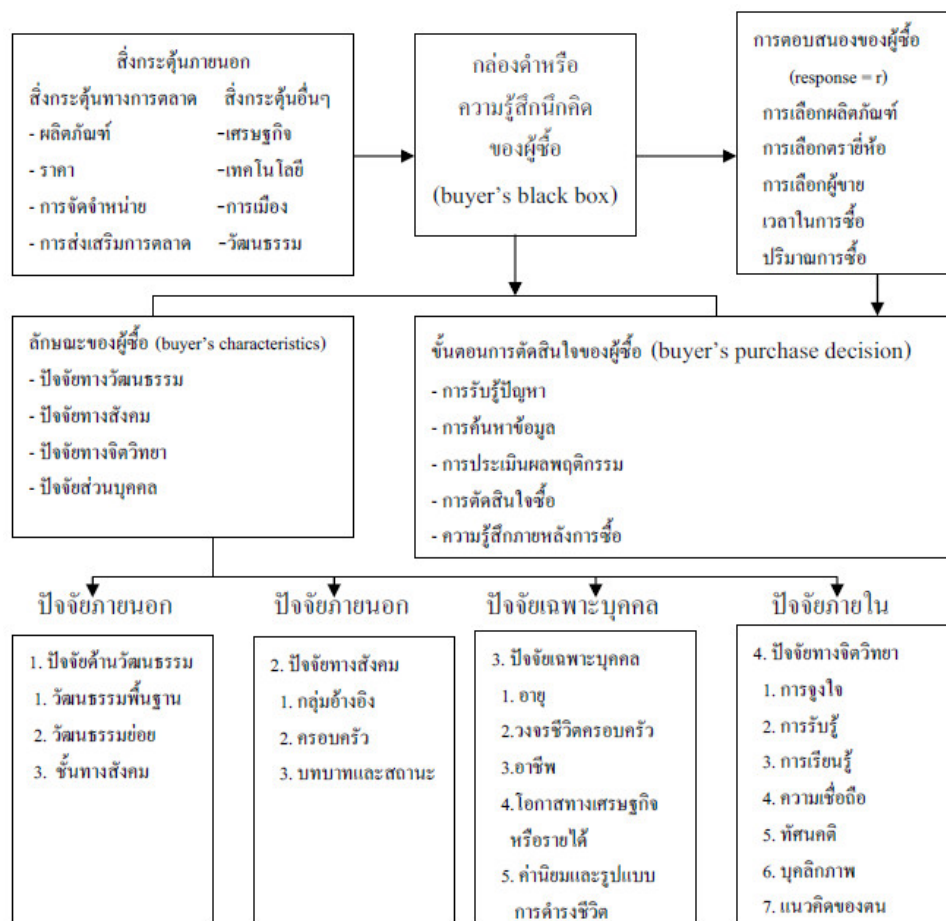 สิ่งกระตุ้นภายนอก
สิ่งกระตุ้นทางการตลาด
- ผลิตภัณฑ์
- ราคา
- การจัดจำหน่าย
- การส่งเสริมการตลาด
สิ่งกระตุ้นอื่นๆ
-เศรษฐกิจ
-เทคโนโลยี
-การเมือง
-วัฒนธรรม
กล่องดำหรือ
ความรู้สึกนึกคิด
ของผู้ซื้อ
(buyer's black box)
การตอบสนองของผู้ซื้อ
(response = r)
การเลือกผลิตภัณฑ์
การเลือกตรายี่ห้อ
การเลือกผู้ขาย
เวลาในการซื้อ
ปริมาณการซื้อ
ลักษณะของผู้ซื้อ (buyer's characteristics)
- ปัจจัยทางวัฒนธรรม
- ปัจจัยทางสังคม
- ปัจจัยทางจิตวิทยา
- ปัจจัยส่วนบุคคล
ขั้นตอนการตัดสินใจของผู้ซื้อ (buyer's purchase decision)
- การรับรู้ปัญหา
- การค้นหาข้อมูล
- การประเมินผลพฤติกรรม
- การตัดสินใจซื้อ
- ความรู้สึกภายหลังการซื้อ
ปัจจัยภายนอก
1. ปัจจัยด้านวัฒนธรรม
1. วัฒนธรรมพื้นฐาน
2. วัฒนธรรมย่อย
3. ชั้นทางสังคม
ปัจจัยภายนอก
2. ปัจจัยทางสังคม
1. กลุ่มอ้างอิง
2. ครอบครัว
3. บทบาทและสถานะ
ปัจจัยเฉพาะบุคคล
3. ปัจจัยเฉพาะบุคคล
1. อายุ
2.วงจรชีวิตครอบครัว
3.อาชีพ
4.โอกาสทางเศรษฐกิจ
หรือรายได้
5. ค่านิยมและรูปแบบ
การดำรงชีวิต
ปัจจัยภายใน
4. ปัจจัยทางจิตวิทยา
1. การจูงใจ
2. การรับรู้
3. การเรียนรู้
4. ความเชื่อถือ
5. ทัศนคติ
6. บุคลิกภาพ
7. แนวคิดของตน